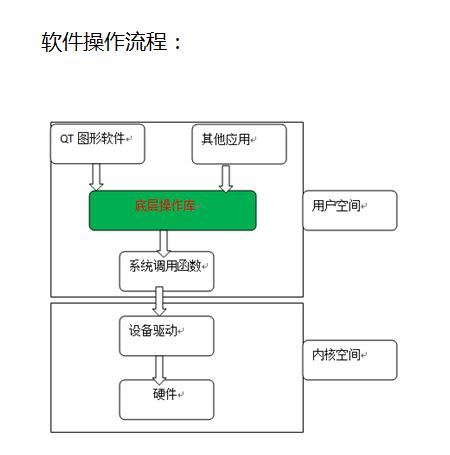 软件操作流程：
QT 图形软件
其他应用
底层操作库
用户空间
系统调用函数
设备驱动
内核空间
硬件